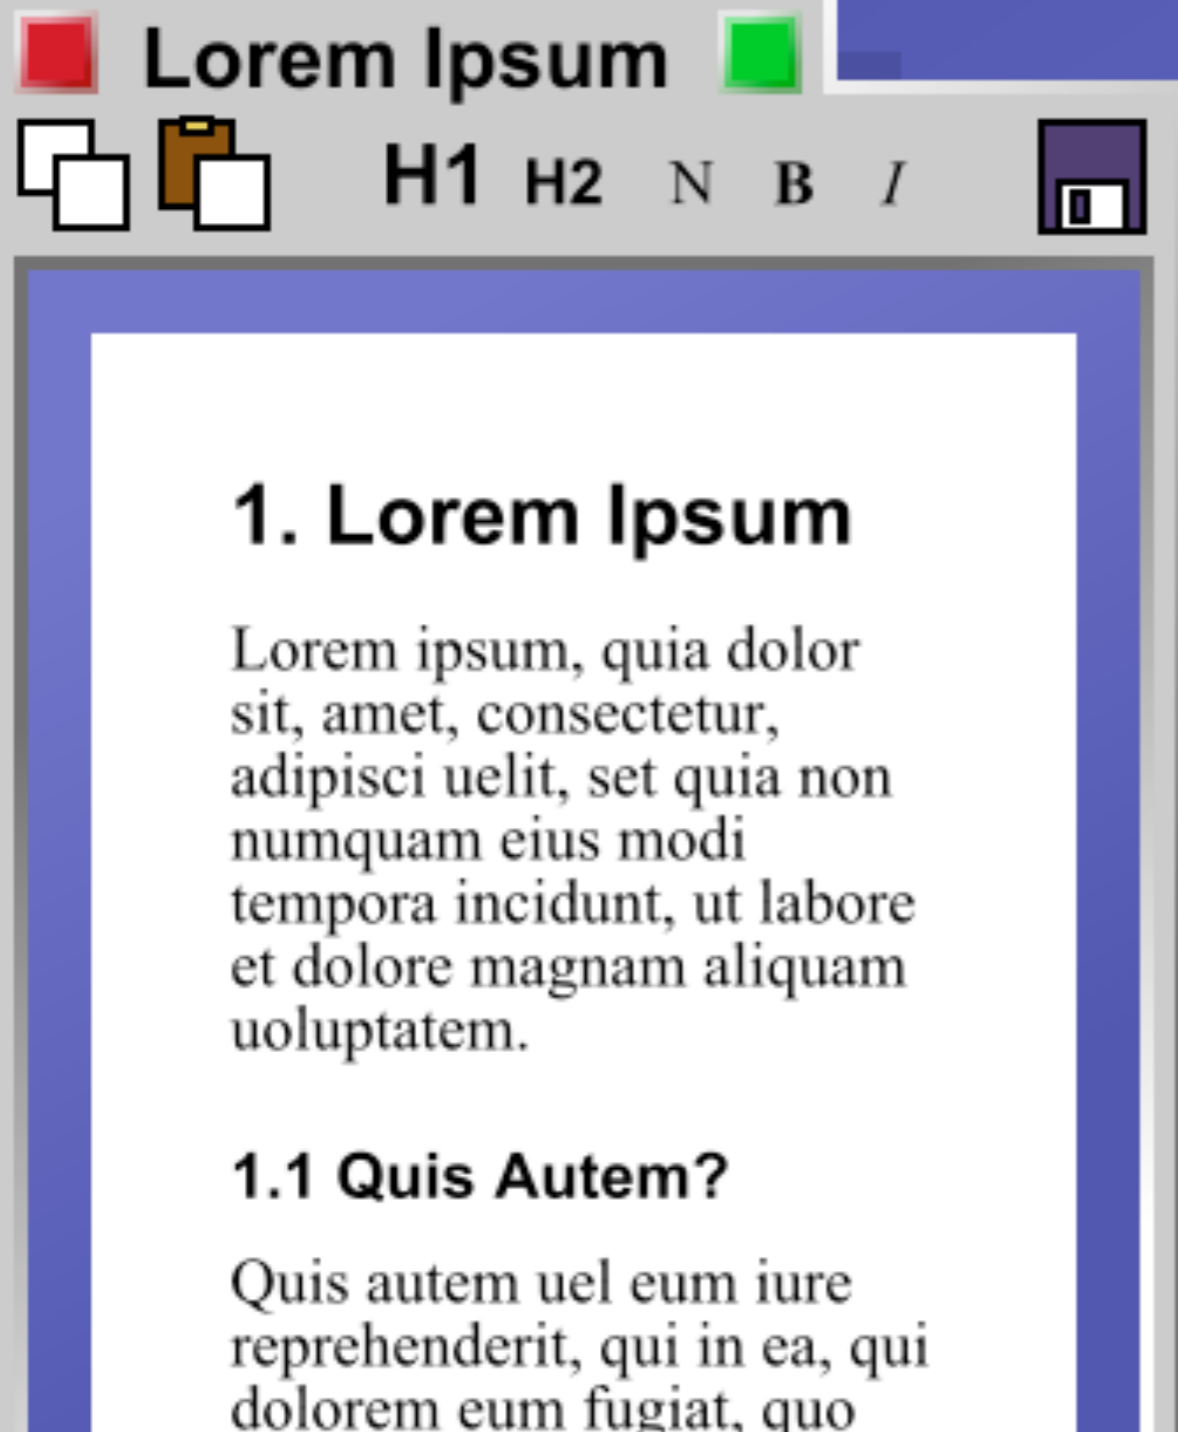 Lorem Ipsum
H1 H2 N B I
1. Lorem Ipsum
Lorem ipsum, quia dolor
sit, amet, consectetur,
adipisci uelit, set quia non
numquam eius modi
tempora incidunt, ut labore
et dolore magnam aliquam
uoluptatem.
1.1 Quis Autem?
Quis autem uel eum iure
reprehenderit, qui in ea, qui
dolorem eum fugiat, quo